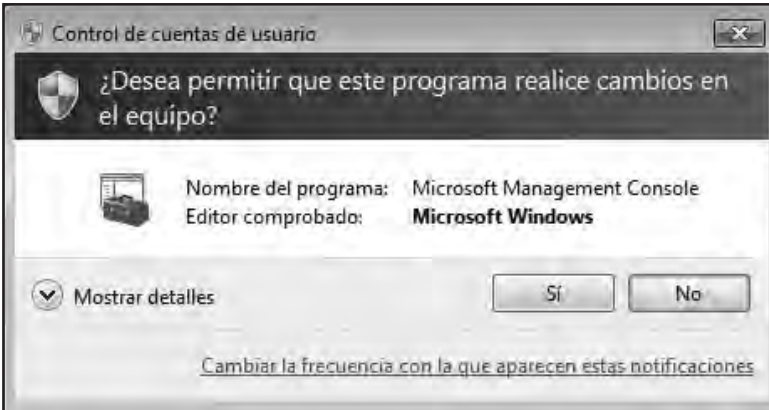 Control de cuentas de usuario
¿Desea permitir que este programa realice cambios en
el equipo?
Nombre del programa: Microsoft Management Console
Editor comprobado: Microsoft Windows
Mostrar detalles
Sí
No
Cambiar la frecuencia con la que aparecen estas notificaciones